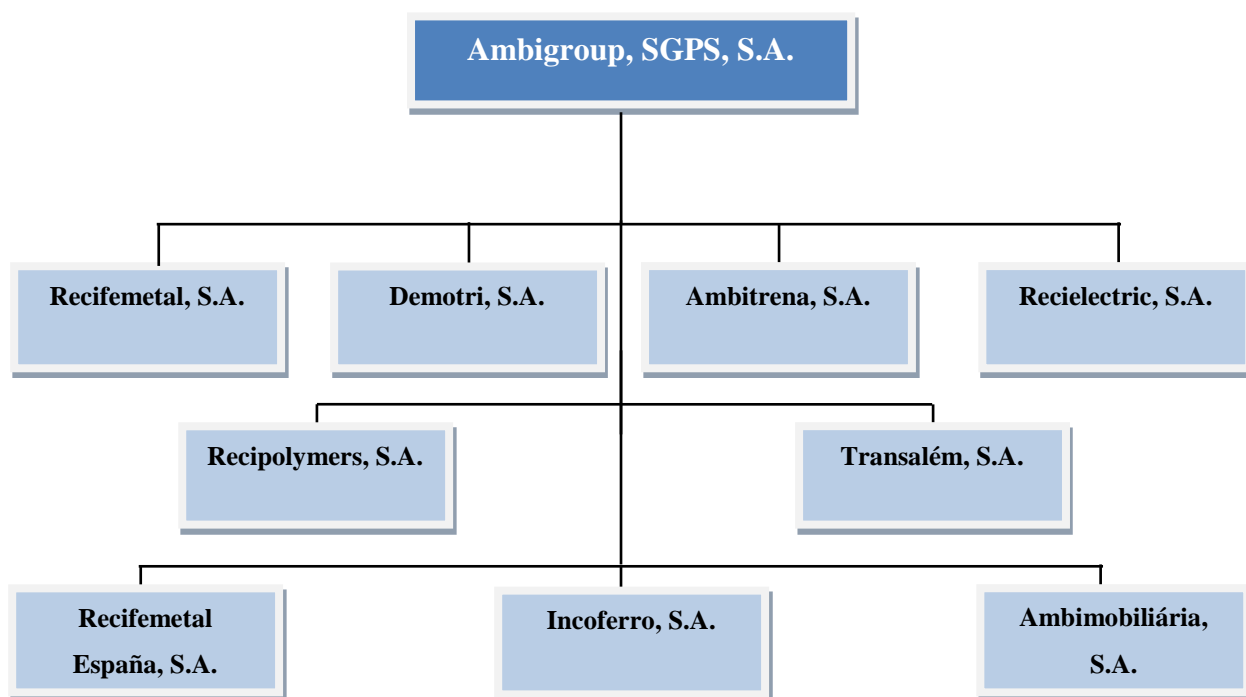 Ambigroup, SGPS, S.A.
Recifemetal, S.A.
Demotri, S.A.
Ambitrena, S.A.
Recielectric, S.A.
Recipolymers, S.A.
Transalém, S.A.
Recifemetal
España, S.A.
Incoferro, S.A.
Ambimobiliária,
S.A.